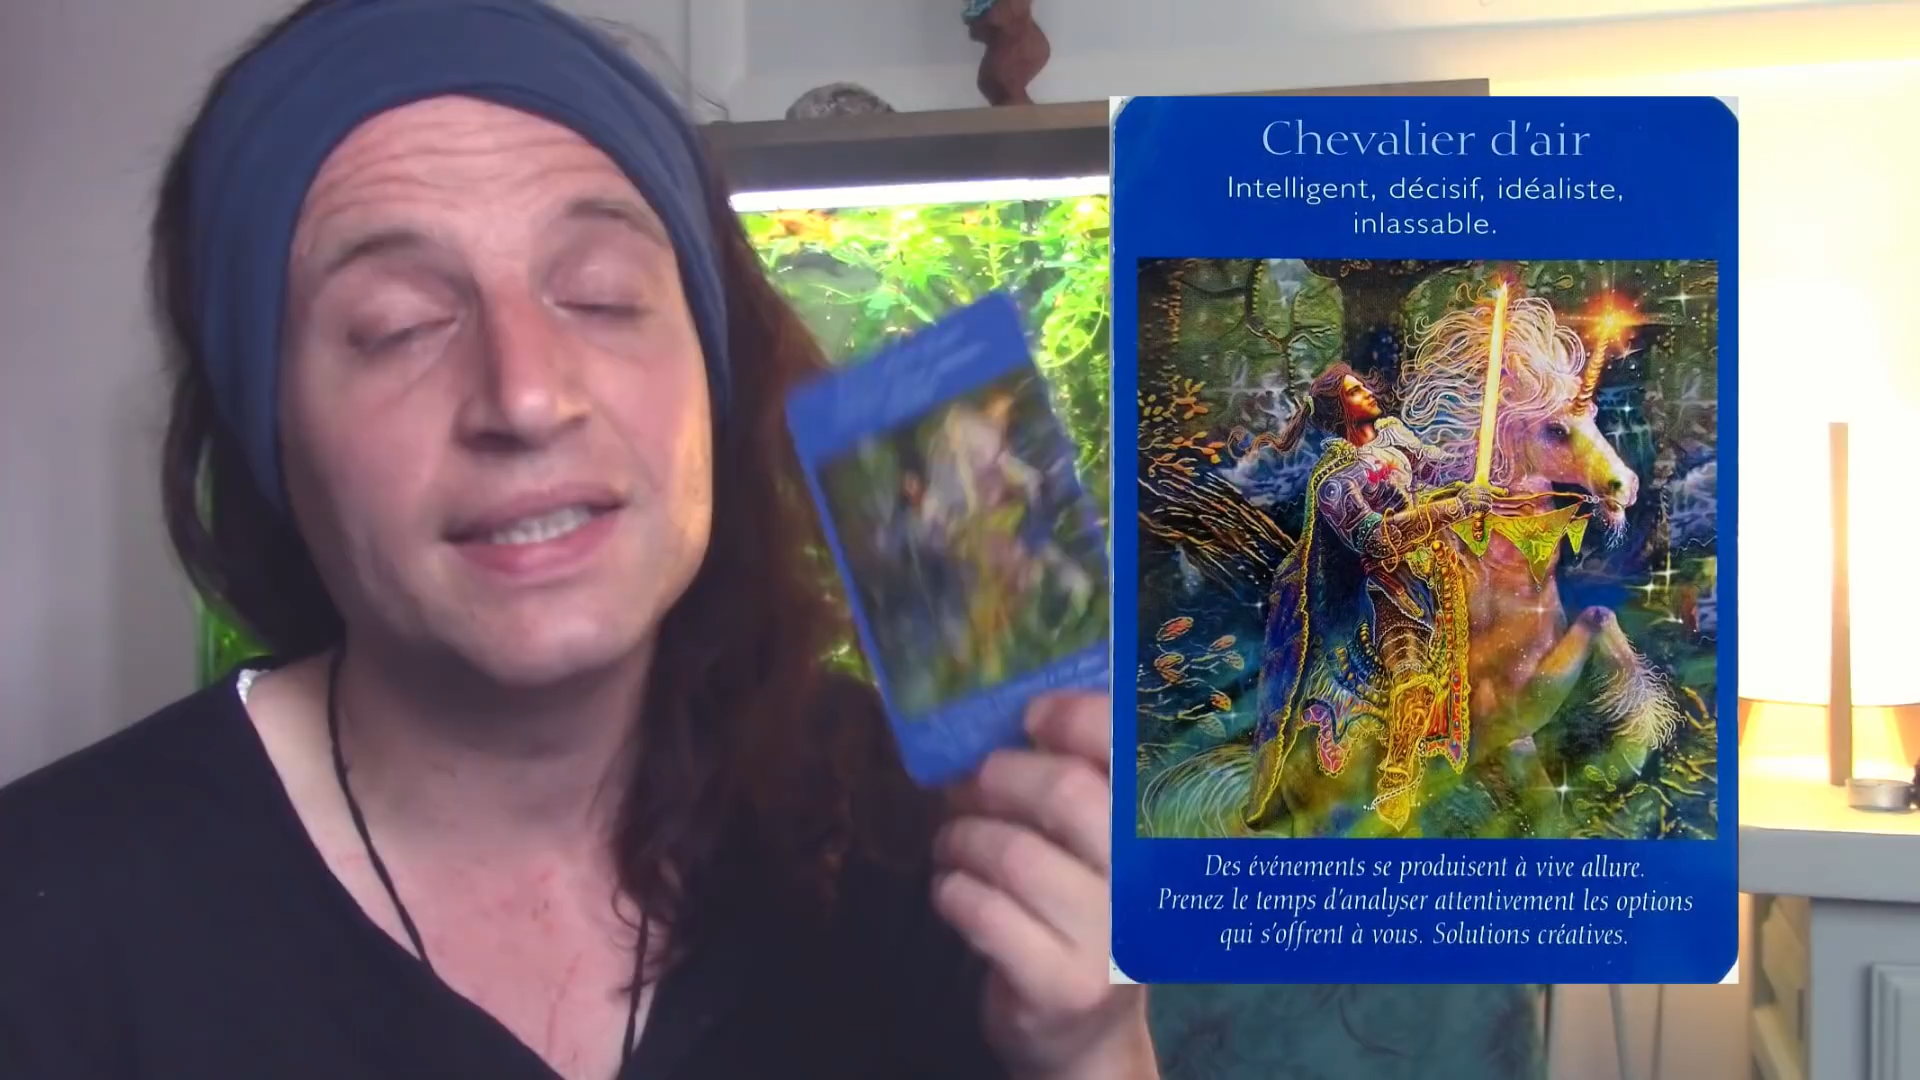 Chevalier d'air
Intelligent, décisif, idéaliste,
inlassable.
Des événements se produisent à vive allure.
Prenez le temps d'analyser attentivement les options
qui s'offrent à vous. Solutions créatives.